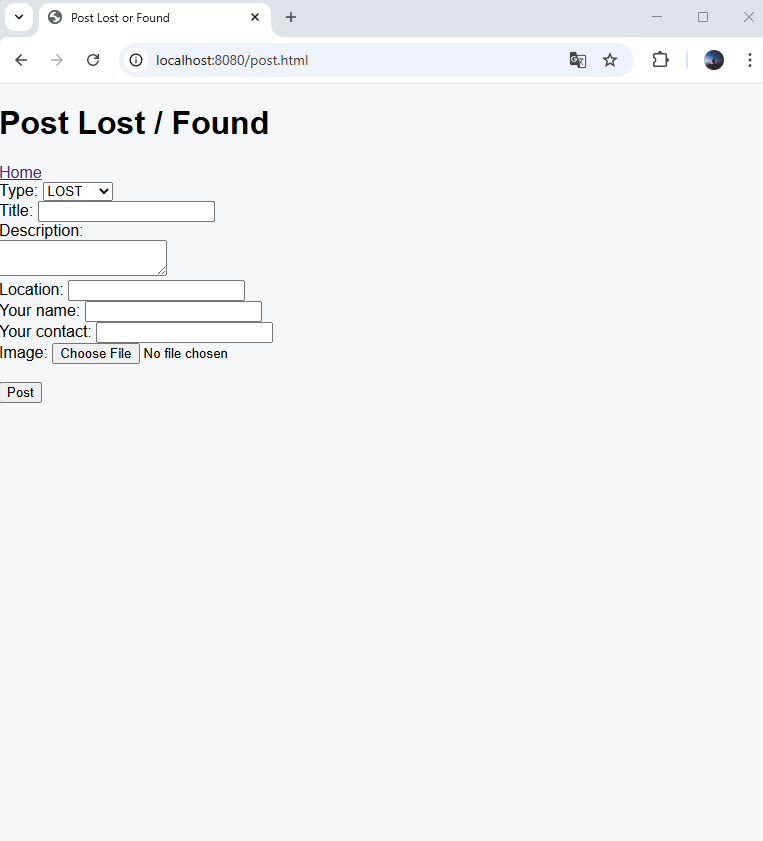 Post Lost or Found
localhost:8080/post.html
Post Lost / Found
Home
Type: LOST
Title:
Description:
Location:
Your name:
Your contact:
Image: Choose File No file chosen
Post